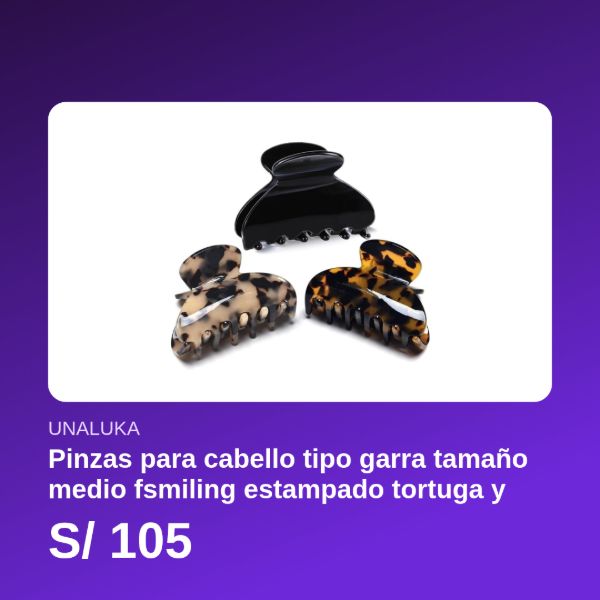 UNALUKA
Pinzas para cabello tipo garra tamaño
medio fsmiling estampado tortuga y
S/ 105